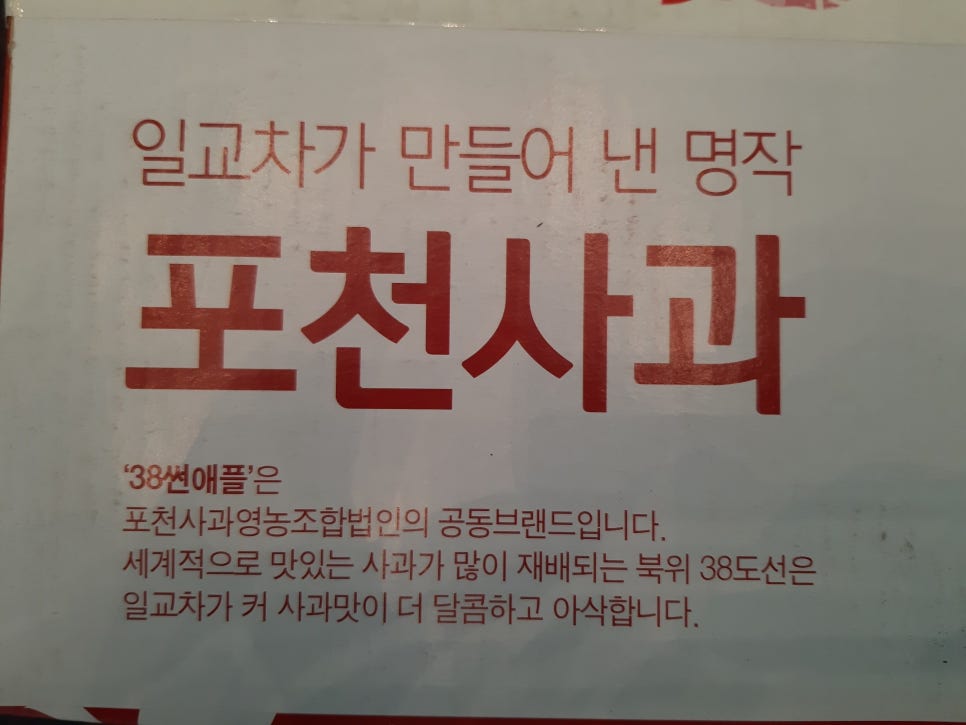 일교차가 만들어 낸 명작
포천사과
‘38썬애플’은
포천사과영농조합법인의 공동브랜드입니다.
세계적으로 맛있는 사과가 많이 재배되는 북위 38도선은
일교차가 커 사과맛이 더 달콤하고 아삭합니다.